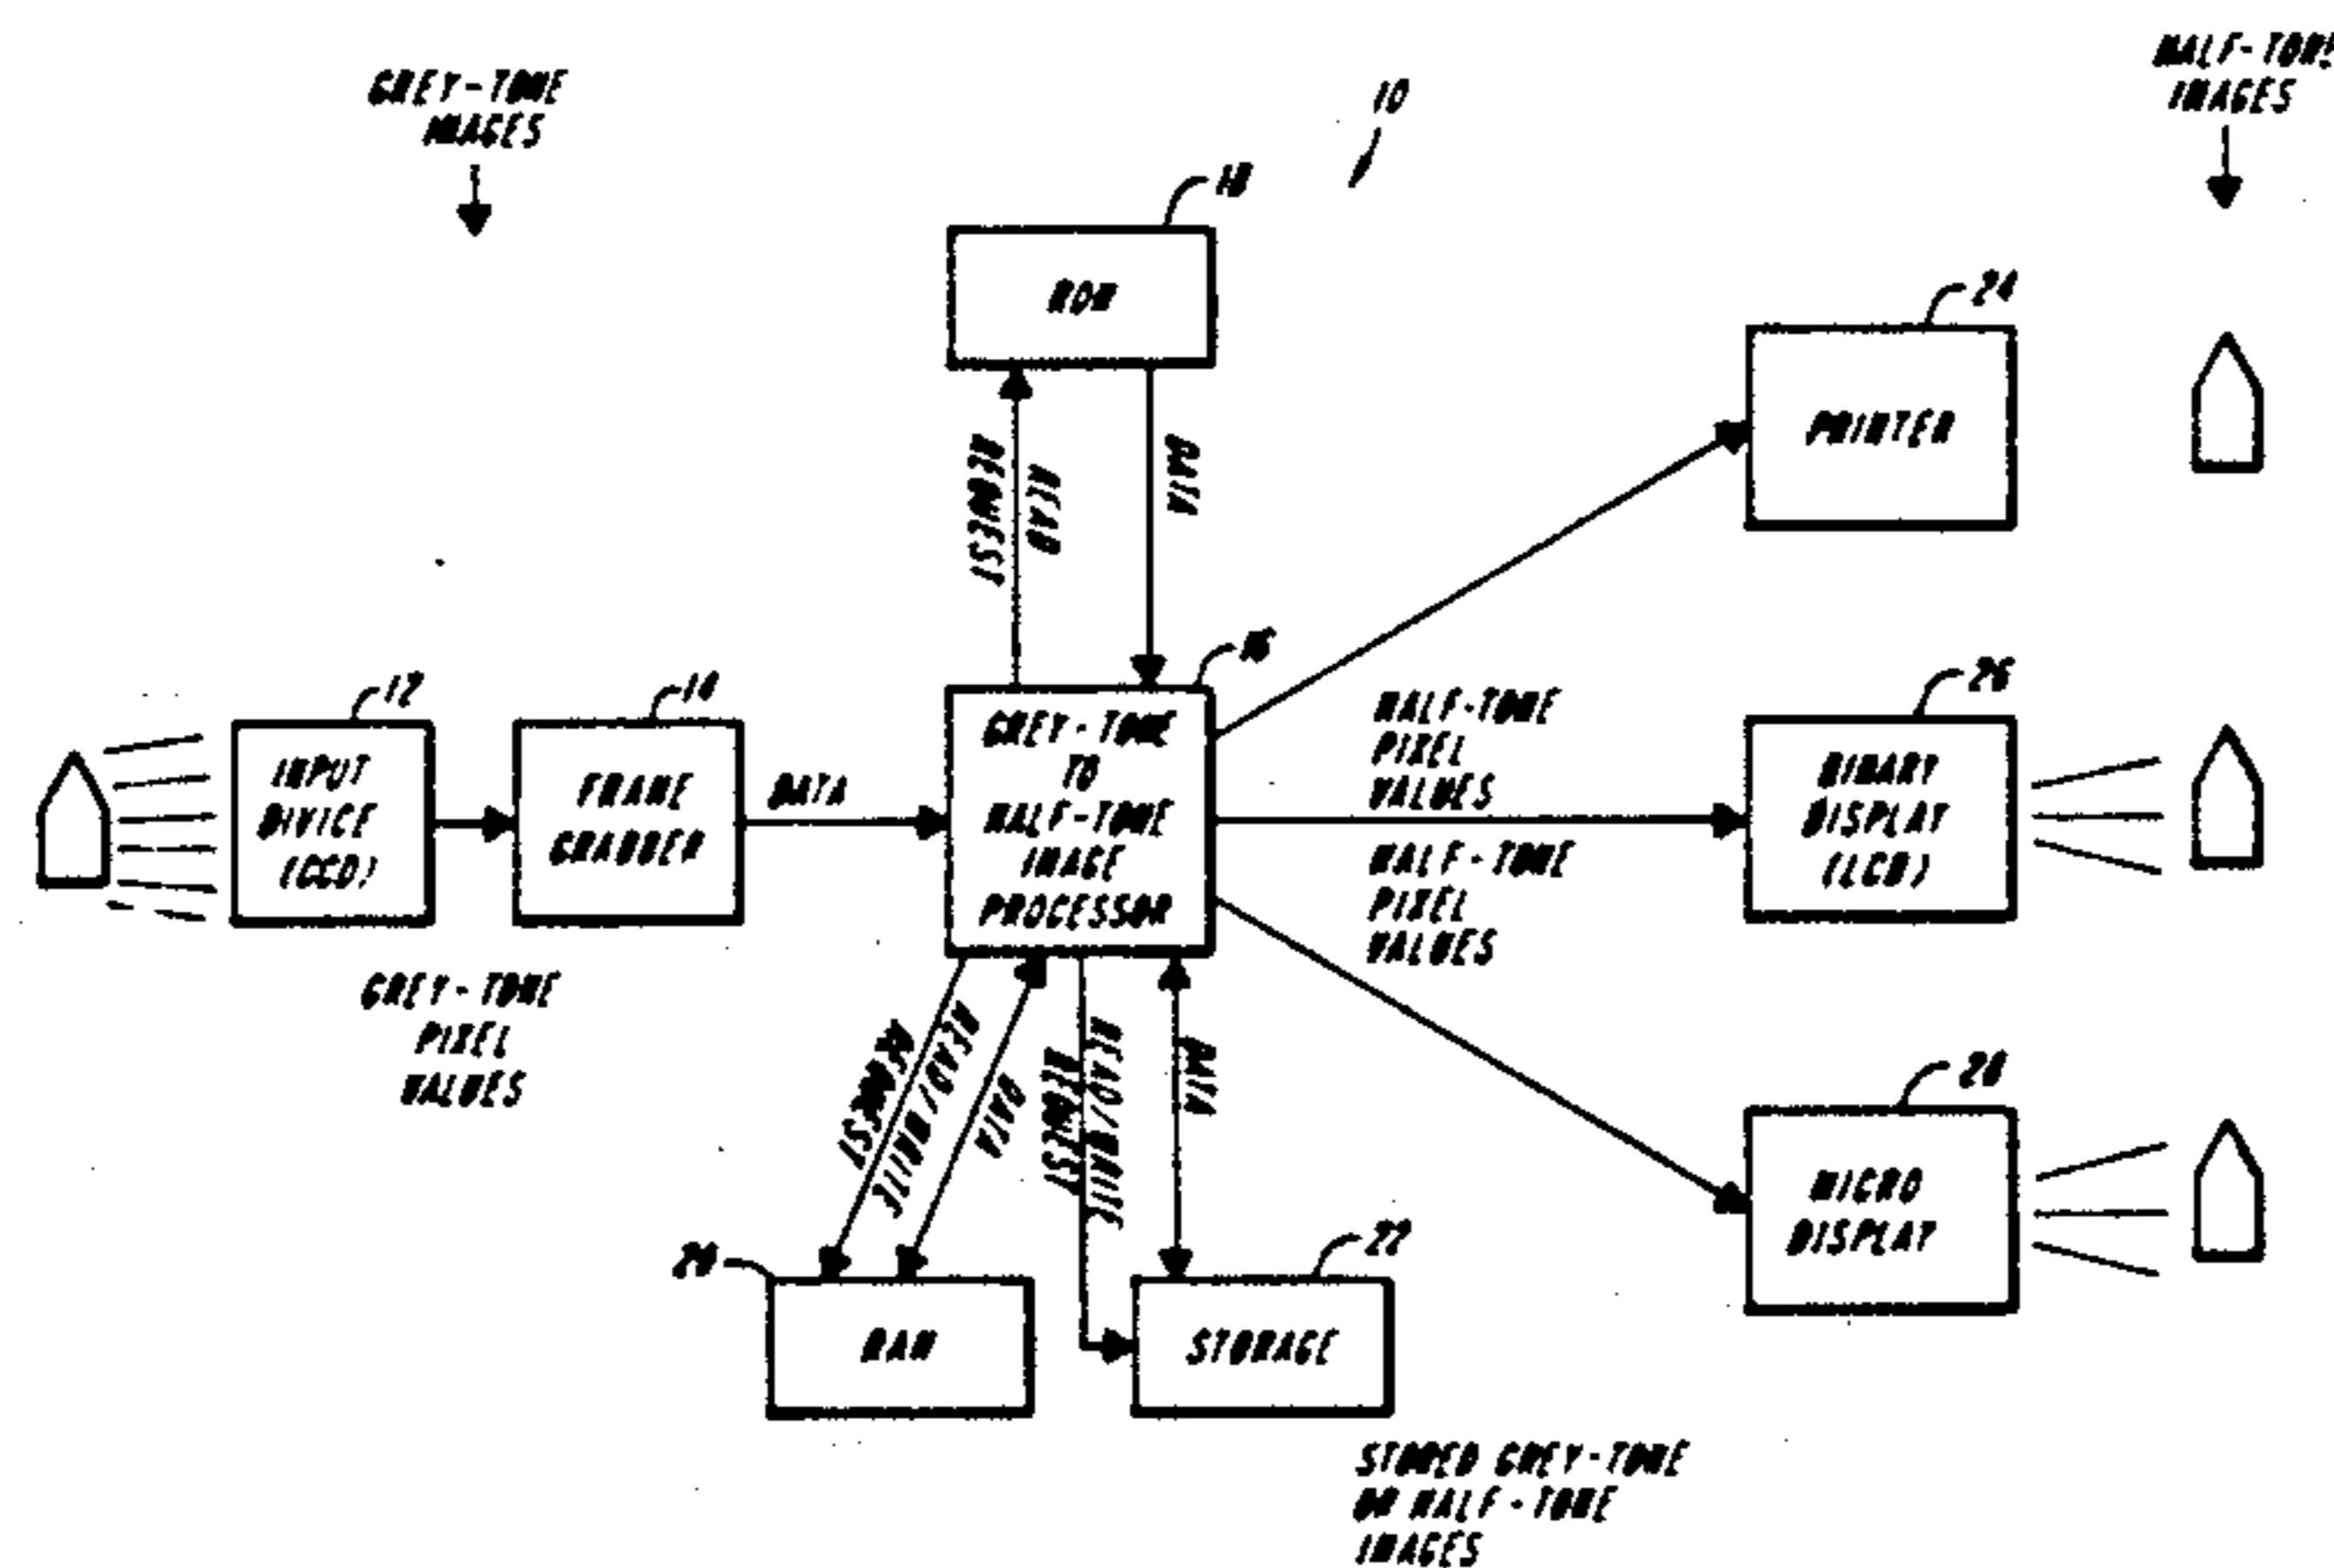 GREY-TONE
IMAGES
HALF-TONE
IMAGES
10
18
ROM
24
PRINTER
REQUEST
READ
DATA
16
GREY-TONE
TO
HALF-TONE
IMAGE
PROCESSOR
12
INPUT
DIVICE
(CCD)
14
FRAME
GRABBER
DATA
HALF-TONE
PIXEL
VALUES
HALF-TONE
PIXEL
VALUES
26
BINARY
DISPLAY
(LCD)
GREY-TONE
PIXEL
VALUES
REQUEST
READ/WRITE
DATA
REQUEST
READ/WRITE
DATA
28
MICRO
DISPLAY
20
RAM
22
STORAGE
STORED GREY-TONE
OR HALF-TONE
IMAGES